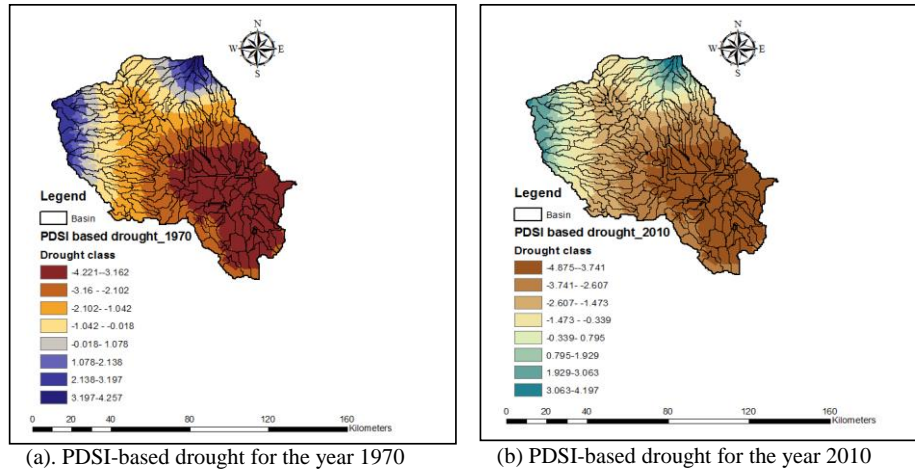 N
W E
S
Legend
Basin
PDSI based drought_1970
Drought class
-4.221--3.162
-3.16 - -2.102
-2.102- -1.042
-1.042 - -0.018
-0.018- 1.078
1.078-2.138
2.138-3.197
3.197-4.257
0 40 80 120 160
Kilometers
(a). PDSI-based drought for the year 1970
N
W E
S
Legend
Basin
PDSI based drought_2010
Drought class
-4.875--3.741
-3.741- -2.607
-2.607- -1.473
-1.473 - -0.339
-0.339- 0.795
0.795-1.929
1.929-3.063
3.063-4.197
0 40 80 120 160
Kilometers
(b) PDSI-based drought for the year 2010